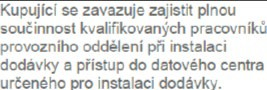 Kupující se zavazuje zajistit plnou
součinnost kvalifikovaných pracovníků
provozního oddělení při instalaci
dodávky a přístup do datového centra
určeného pro instalaci dodávky.